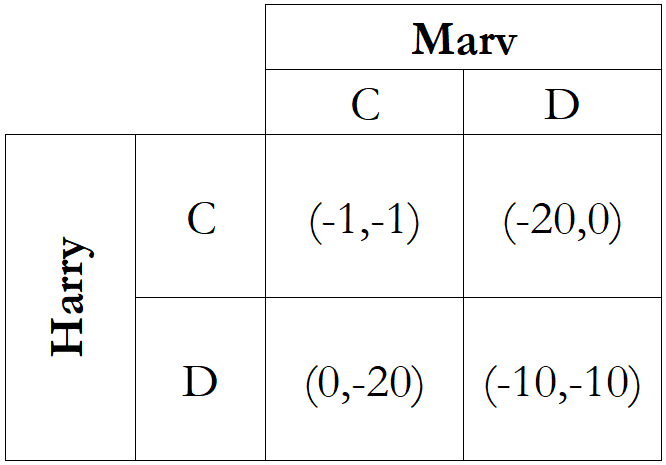 Marv
C D
Harry
C (-1,-1) (-20,0)
D (0,-20) (-10,-10)